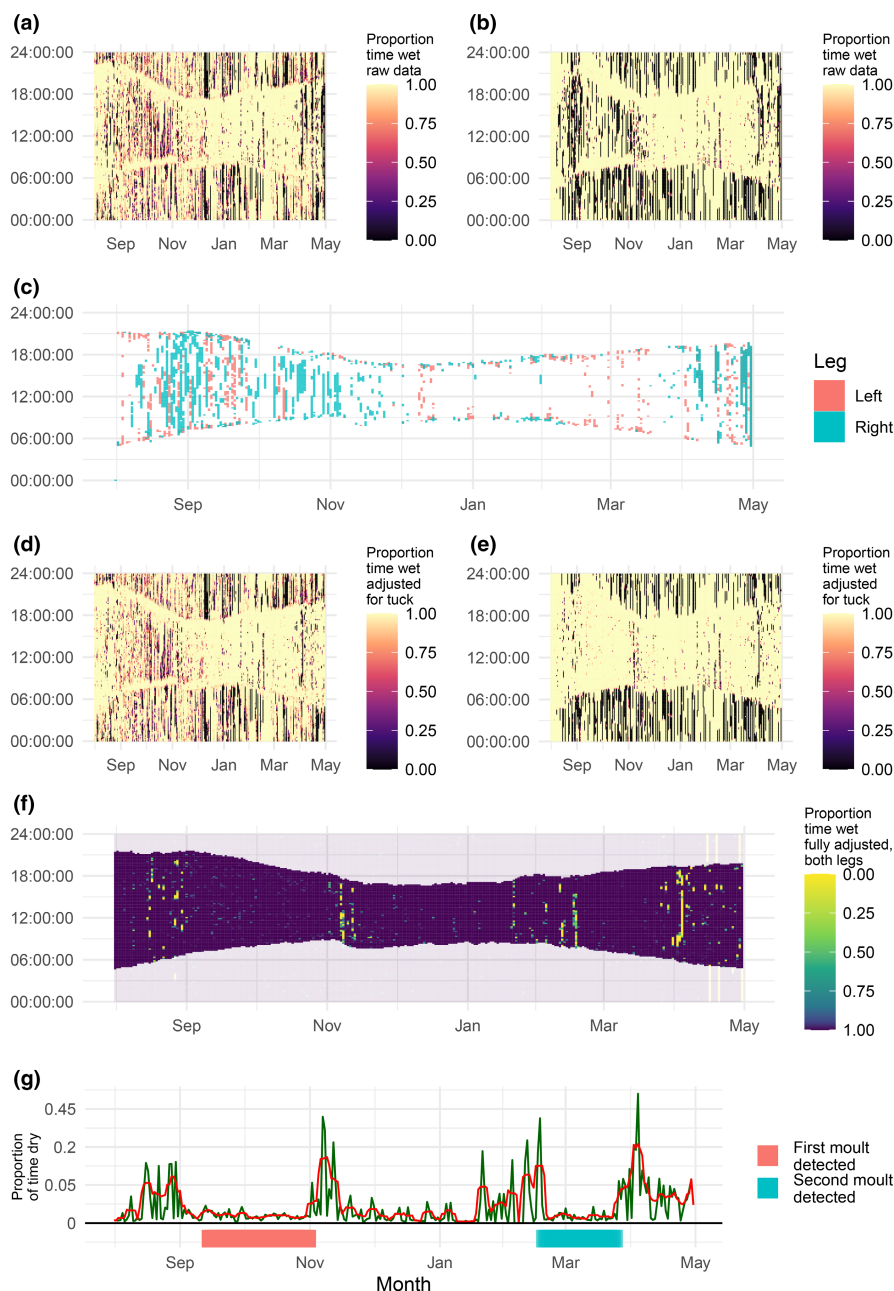 (a)
Proportion
time wet
raw data
24:00:00
18:00:00
12:00:00
06:00:00
00:00:00
Sep Nov Jan Mar May
1.00
0.75
0.50
0.25
0.00
(b)
Proportion
time wet
raw data
24:00:00
18:00:00
12:00:00
06:00:00
00:00:00
Sep Nov Jan Mar May
1.00
0.75
0.50
0.25
0.00
(c)
24:00:00
18:00:00
12:00:00
06:00:00
00:00:00
Sep Nov Jan Mar May
Leg
Left
Right
(d)
Proportion
time wet
adjusted
for tuck
24:00:00
18:00:00
12:00:00
06:00:00
00:00:00
Sep Nov Jan Mar May
1.00
0.75
0.50
0.25
0.00
(e)
Proportion
time wet
adjusted
for tuck
24:00:00
18:00:00
12:00:00
06:00:00
00:00:00
Sep Nov Jan Mar May
1.00
0.75
0.50
0.25
0.00
(f)
24:00:00
18:00:00
12:00:00
06:00:00
00:00:00
Sep Nov Jan Mar May
Proportion
time wet
fully adjusted,
both legs
0.00
0.25
0.50
0.75
1.00
(g)
Proportion
of time dry
0.45
0.2
0.05
0
Sep Nov Jan Mar May
Month
First moult
detected
Second moult
detected